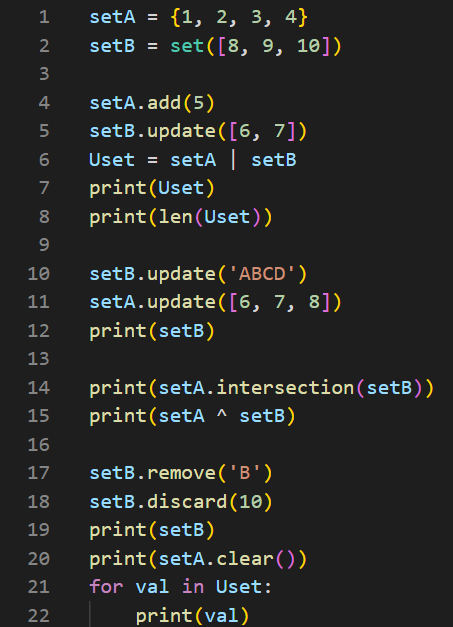 1 setA = {1, 2, 3, 4}
2 setB = set([8, 9, 10])
3
4 setA.add(5)
5 setB.update([6, 7])
6 Uset = setA | setB
7 print(Uset)
8 print(len(Uset))
9
10 setB.update('ABCD')
11 setA.update([6, 7, 8])
12 print(setB)
13
14 print(setA.intersection(setB))
15 print(setA ^ setB)
16
17 setB.remove('B')
18 setB.discard(10)
19 print(setB)
20 print(setA.clear())
21 for val in Uset:
22     print(val)